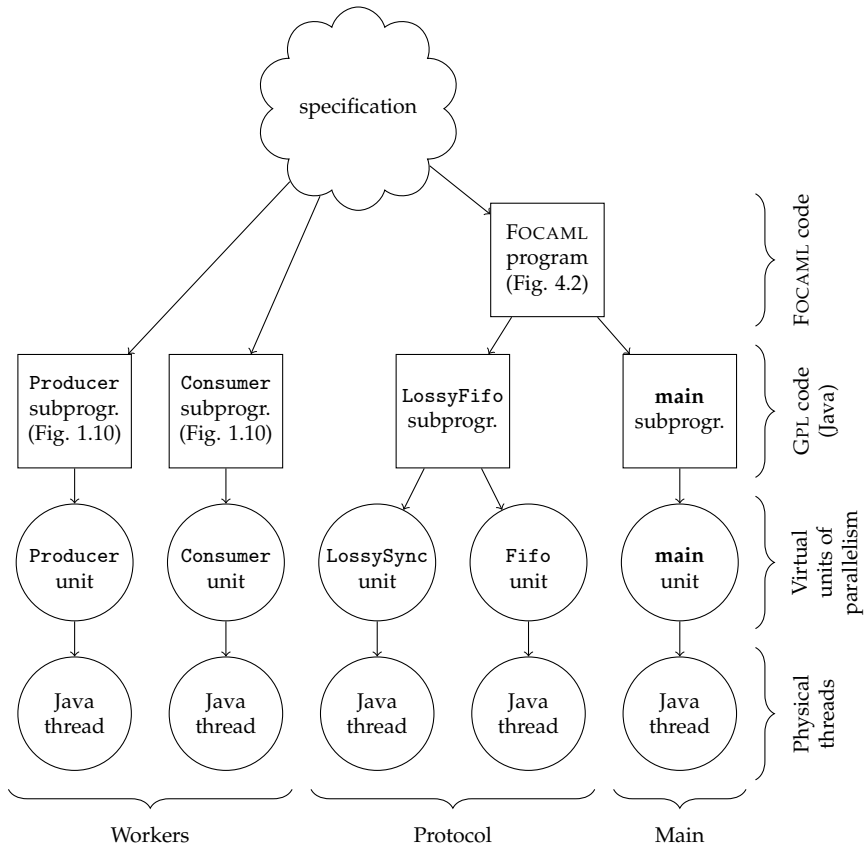 specification
FOCAML
program
(Fig. 4.2)
FOCAML code
Producer
subprogr.
(Fig. 1.10)
Consumer
subprogr.
(Fig. 1.10)
LossyFifo
subprogr.
main
subprogr.
GPL code
(Java)
Producer
unit
Consumer
unit
LossySync
unit
Fifo
unit
main
unit
Virtual
units of
parallelism
Java
thread
Java
thread
Java
thread
Java
thread
Java
thread
Physical
threads
Workers
Protocol
Main